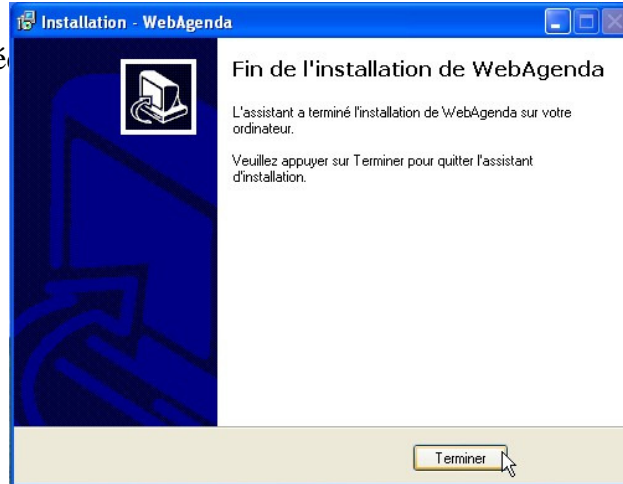 Installation - WebAgenda
Fin de l'installation de WebAgenda
L'assistant a terminé l'installation de WebAgenda sur votre
ordinateur.
Veuillez appuyer sur Terminer pour quitter l'assistant
d'installation.
Terminer